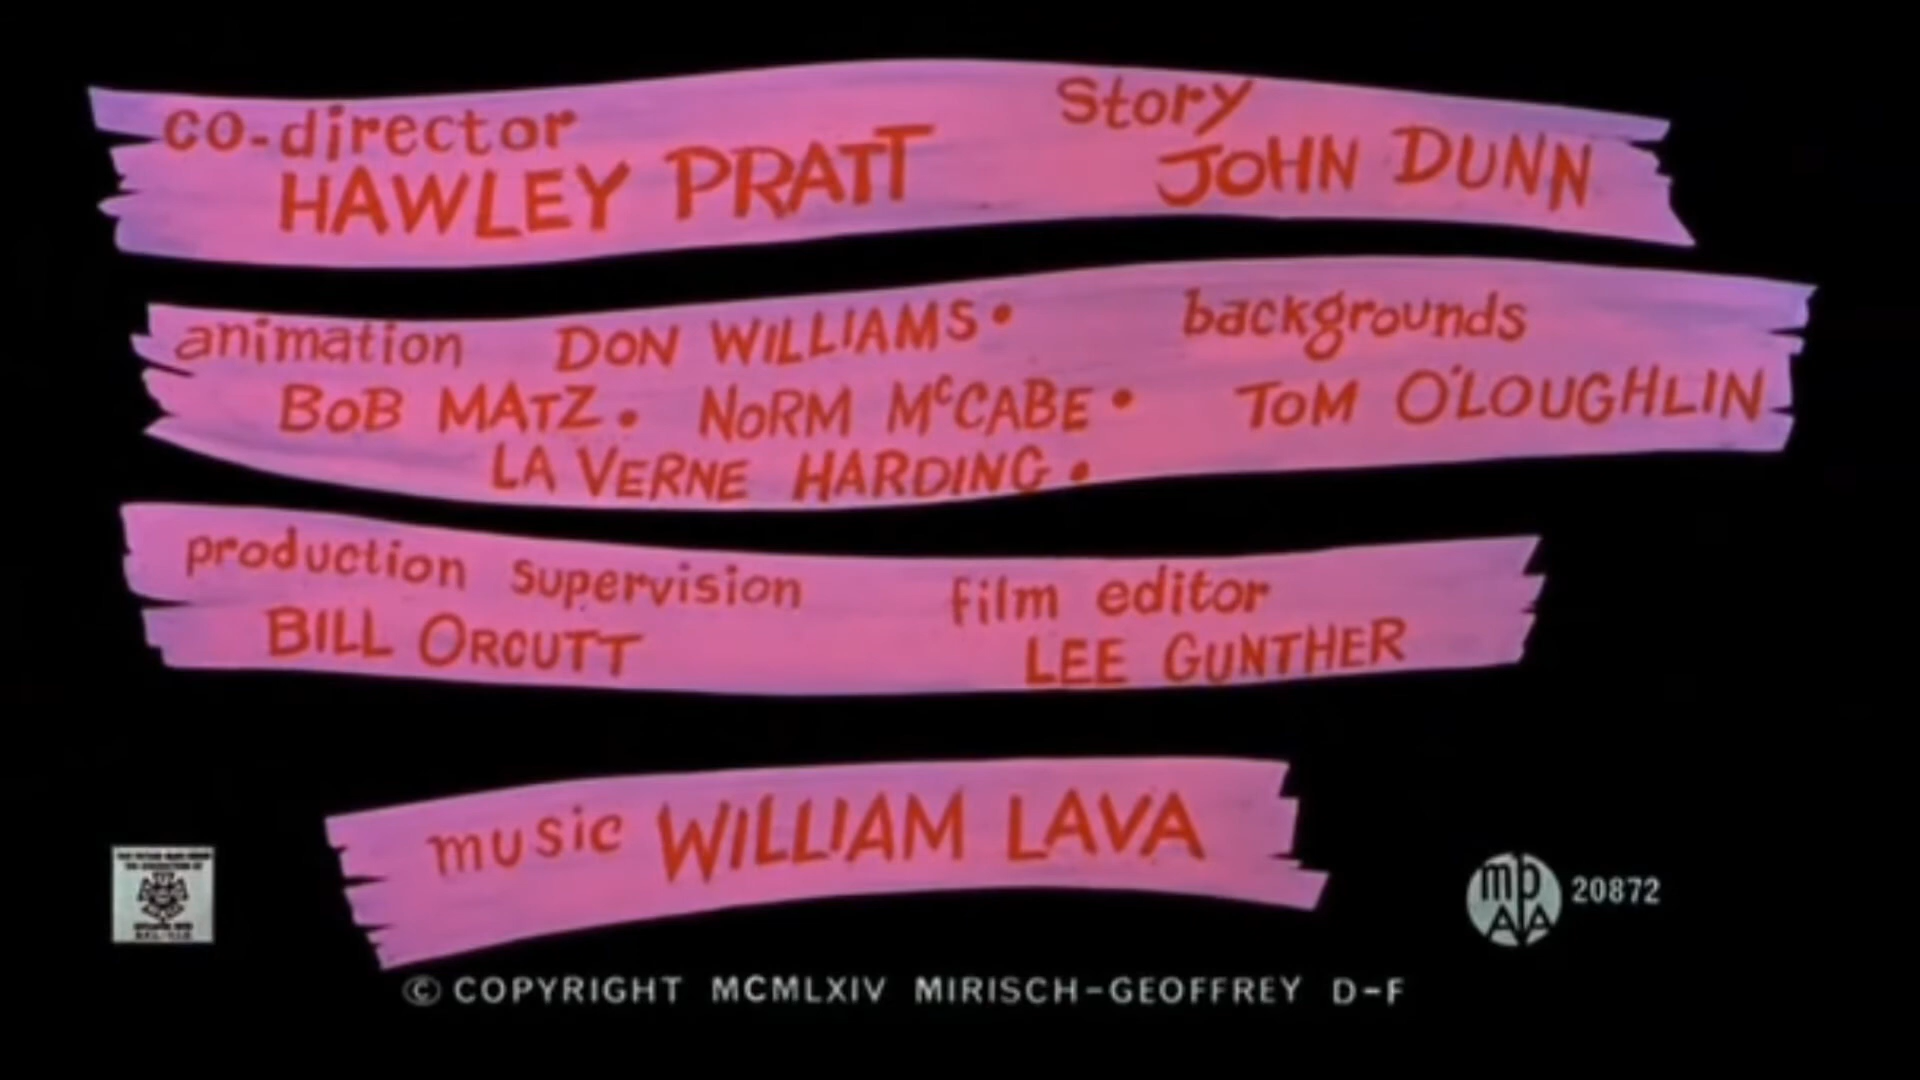 co-director
HAWLEY PRATT
Story
JOHN DUNN
animation DON WILLIAMS •
BOB MATZ • NORM McCABE •
LA VERNE HARDING •
backgrounds
TOM O'LOUGHLIN
production supervision
BILL ORCUTT
film editor
LEE GUNTHER
music WILLIAM LAVA
MPAA 20872
© COPYRIGHT MCMLXIV MIRISCH-GEOFFREY D-F